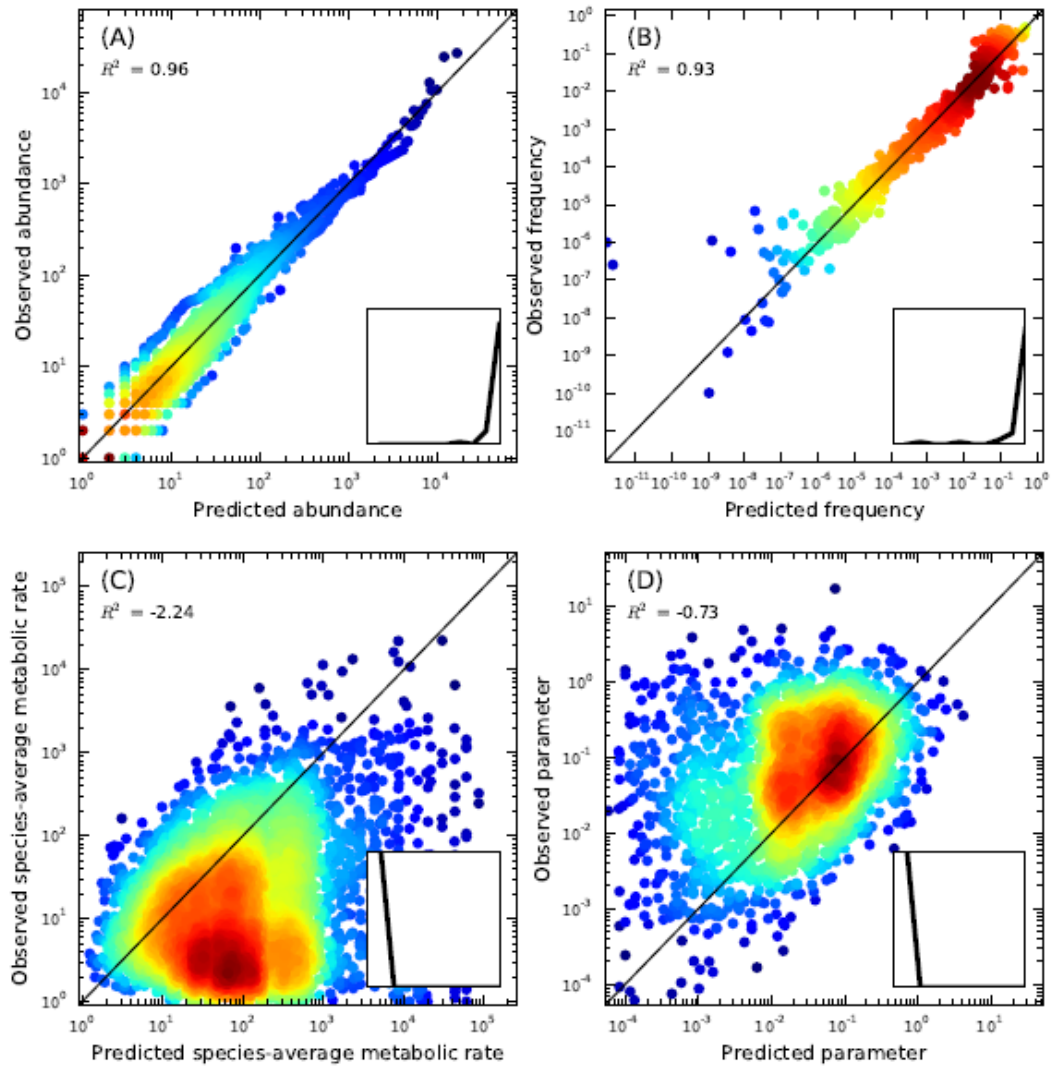 (A)
R² = 0.96
Observed abundance
10⁴
10³
10²
10¹
10⁰
10⁰ 10¹ 10² 10³ 10⁴
Predicted abundance
(B)
R² = 0.93
Observed frequency
10⁰
10⁻¹
10⁻²
10⁻³
10⁻⁴
10⁻⁵
10⁻⁶
10⁻⁷
10⁻⁸
10⁻⁹
10⁻¹⁰
10⁻¹¹
10⁻¹¹ 10⁻¹⁰ 10⁻⁹ 10⁻⁸ 10⁻⁷ 10⁻⁶ 10⁻⁵ 10⁻⁴ 10⁻³ 10⁻² 10⁻¹ 10⁰
Predicted frequency
(C)
R² = -2.24
Observed species-average metabolic rate
10⁵
10⁴
10³
10²
10¹
10⁰
10⁰ 10¹ 10² 10³ 10⁴ 10⁵
Predicted species-average metabolic rate
(D)
R² = -0.73
Observed parameter
10¹
10⁰
10⁻¹
10⁻²
10⁻³
10⁻⁴
10⁻⁴ 10⁻³ 10⁻² 10⁻¹ 10⁰ 10¹
Predicted parameter